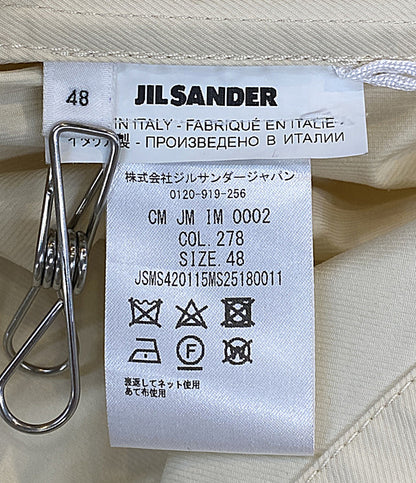 48
JIL SANDER
IN ITALY - FABRIQUÉ EN ITALIE -
イタリア製 - ПРОИЗВЕДЕНО В ИТАЛИИ
株式会社ジルサンダージャパン
0120-919-256
CM JM IM 0002
COL. 278
SIZE. 48
JSMS420115MS25180011
裏返してネット使用
あて布使用